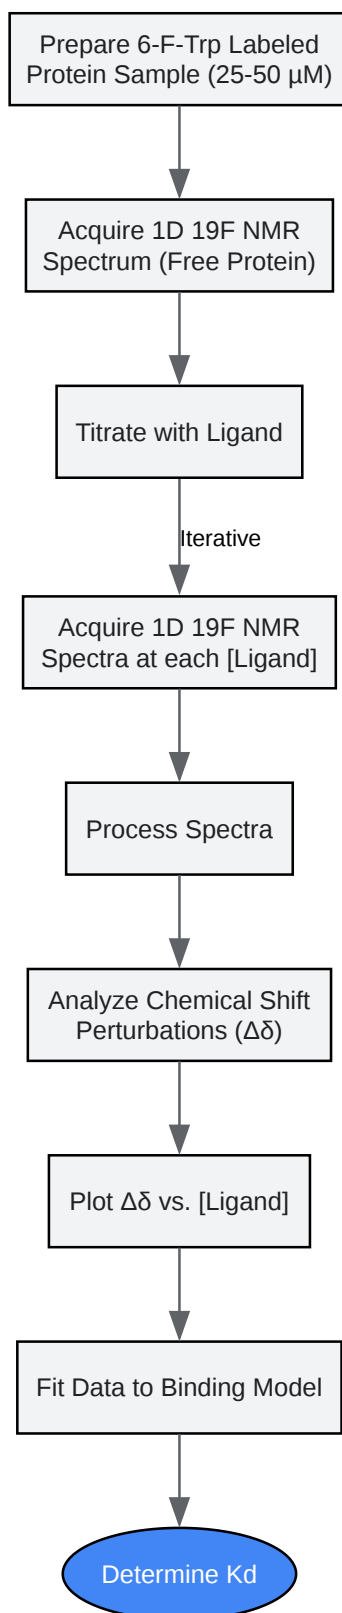 Prepare 6-F-Trp Labeled
Protein Sample (25-50 µM)
Acquire 1D 19F NMR
Spectrum (Free Protein)
Titrate with Ligand
Iterative
Acquire 1D 19F NMR
Spectra at each [Ligand]
Process Spectra
Analyze Chemical Shift
Perturbations (Δδ)
Plot Δδ vs. [Ligand]
Fit Data to Binding Model
Determine Kd